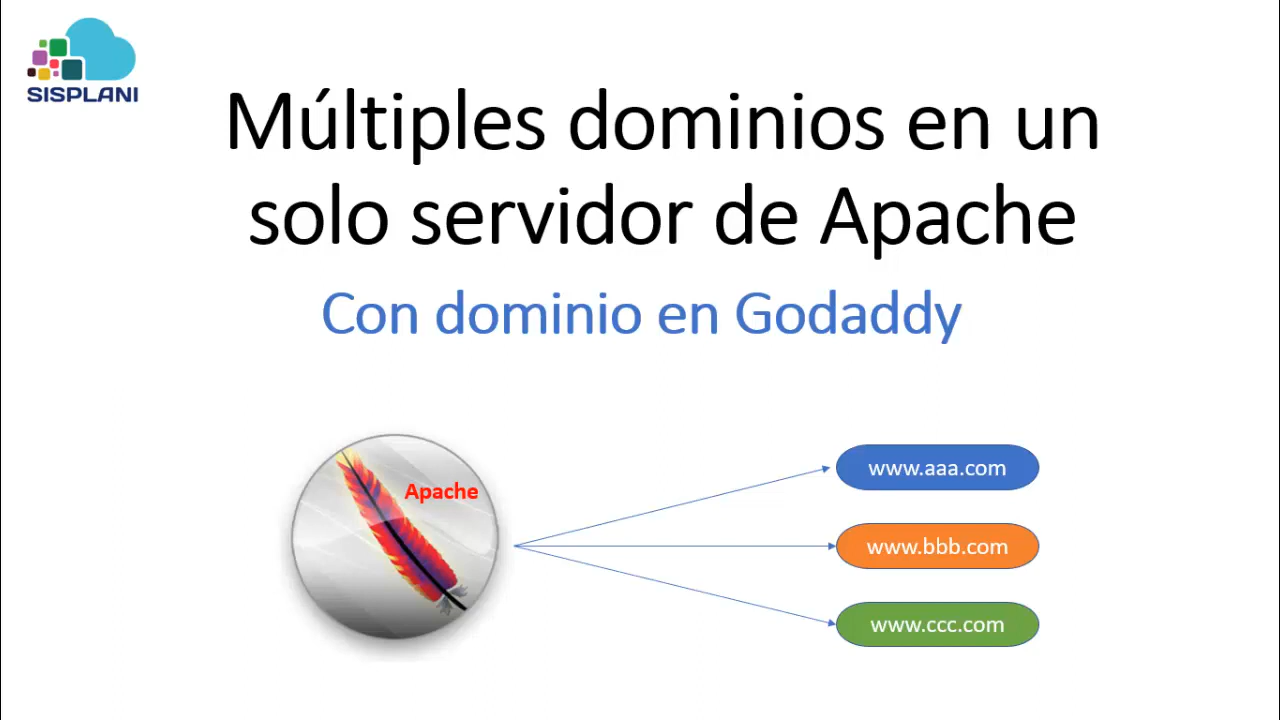 SISPLANI
Múltiples dominios en un
solo servidor de Apache
Con dominio en Godaddy
Apache
www.aaa.com
www.bbb.com
www.ccc.com